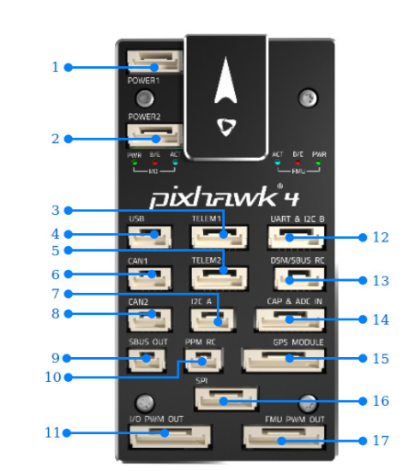 1
POWER1
2
POWER2
PWR B/E ACT
I/O
ACT B/E PWR
FMU
pixhawk®4
3
4 USB
TELEM1
UART & I2C B
12
5
6 CAN1
TELEM2
DSM/SBUS RC
13
7
8 CAN2
I2C A
CAP & ADC IN
14
9 SBUS OUT
10
PPM RC
GPS MODULE
15
SPI
16
11 I/O PWM OUT
FMU PWM OUT
17